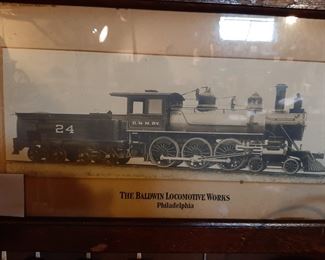 24
THE BALDWIN LOCOMOTIVE WORKS
Philadelphia